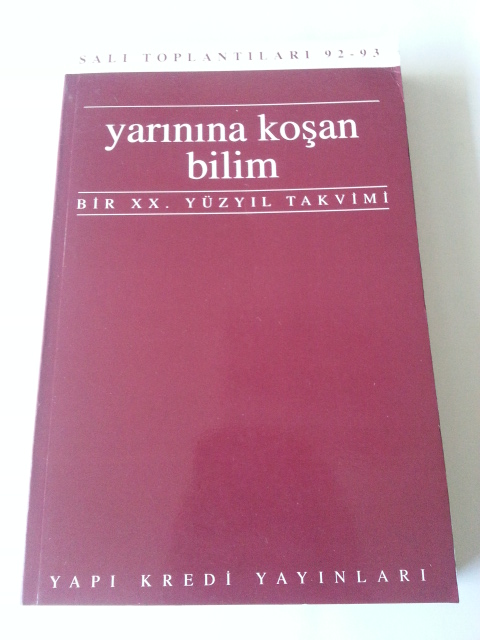 SALI TOPLANTILARI 92-93
yarınına koşan
bilim
BİR XX. YÜZYIL TAKVİMİ
YAPI KREDİ YAYINLARI